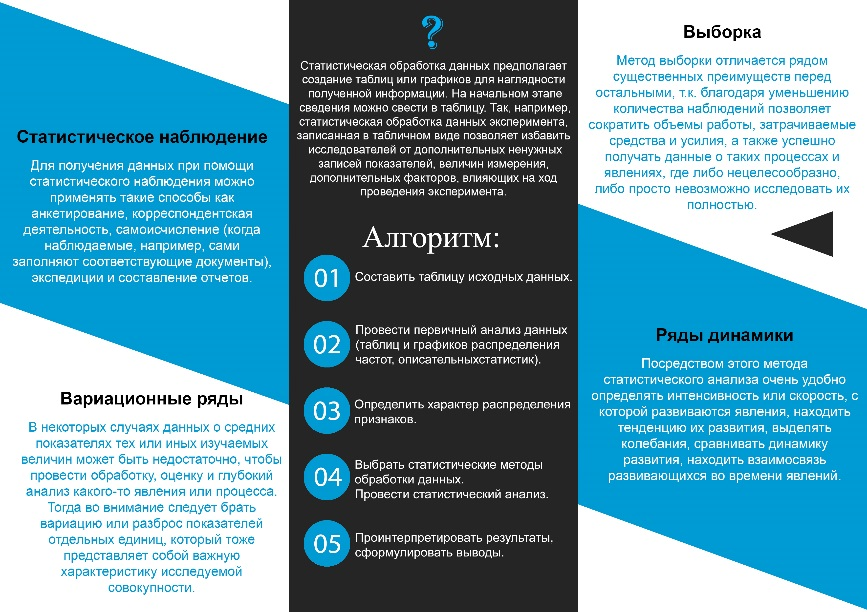 Статистическое наблюдение
Для получения данных при помощи
статистического наблюдения можно
применять такие способы как
анкетирование, корреспондентская
деятельность, самоисчисление (когда
наблюдаемые, например, сами
заполняют соответствующие документы),
экспедиции и составление отчетов.
Вариационные ряды
В некоторых случаях данных о средних
показателях тех или иных изучаемых
величин может быть недостаточно, чтобы
провести обработку, оценку и глубокий
анализ какого-то явления или процесса.
Тогда во внимание следует брать
вариацию или разброс показателей
отдельных единиц, который тоже
представляет собой важную
характеристику исследуемой
совокупности.
?
Статистическая обработка данных предполагает
создание таблиц или графиков для наглядности
полученной информации. На начальном этапе
сведения можно свести в таблицу. Так, например,
статистическая обработка данных эксперимента,
записанная в табличном виде позволяет избавить
исследователей от дополнительных ненужных
записей показателей, величин измерения,
дополнительных факторов, влияющих на ход
проведения эксперимента.
Алгоритм:
01 Составить таблицу исходных данных.
02 Провести первичный анализ данных
(таблиц и графиков распределения
частот, описательныхстатистик).
03 Определить характер распределения
признаков.
04 Выбрать статистические методы
обработки данных.
Провести статистический анализ.
05 Проинтерпретировать результаты,
сформулировать выводы.
Выборка
Метод выборки отличается рядом
существенных преимуществ перед
остальными, т.к. благодаря уменьшению
количества наблюдений позволяет
сократить объемы работы, затрачиваемые
средства и усилия, а также успешно
получать данные о таких процессах и
явлениях, где либо нецелесообразно,
либо просто невозможно исследовать их
полностью.
Ряды динамики
Посредством этого метода
статистического анализа очень удобно
определять интенсивность или скорость, с
которой развиваются явления, находить
тенденцию их развития, выделять
колебания, сравнивать динамику
развития, находить взаимосвязь
развивающихся во времени явлений.